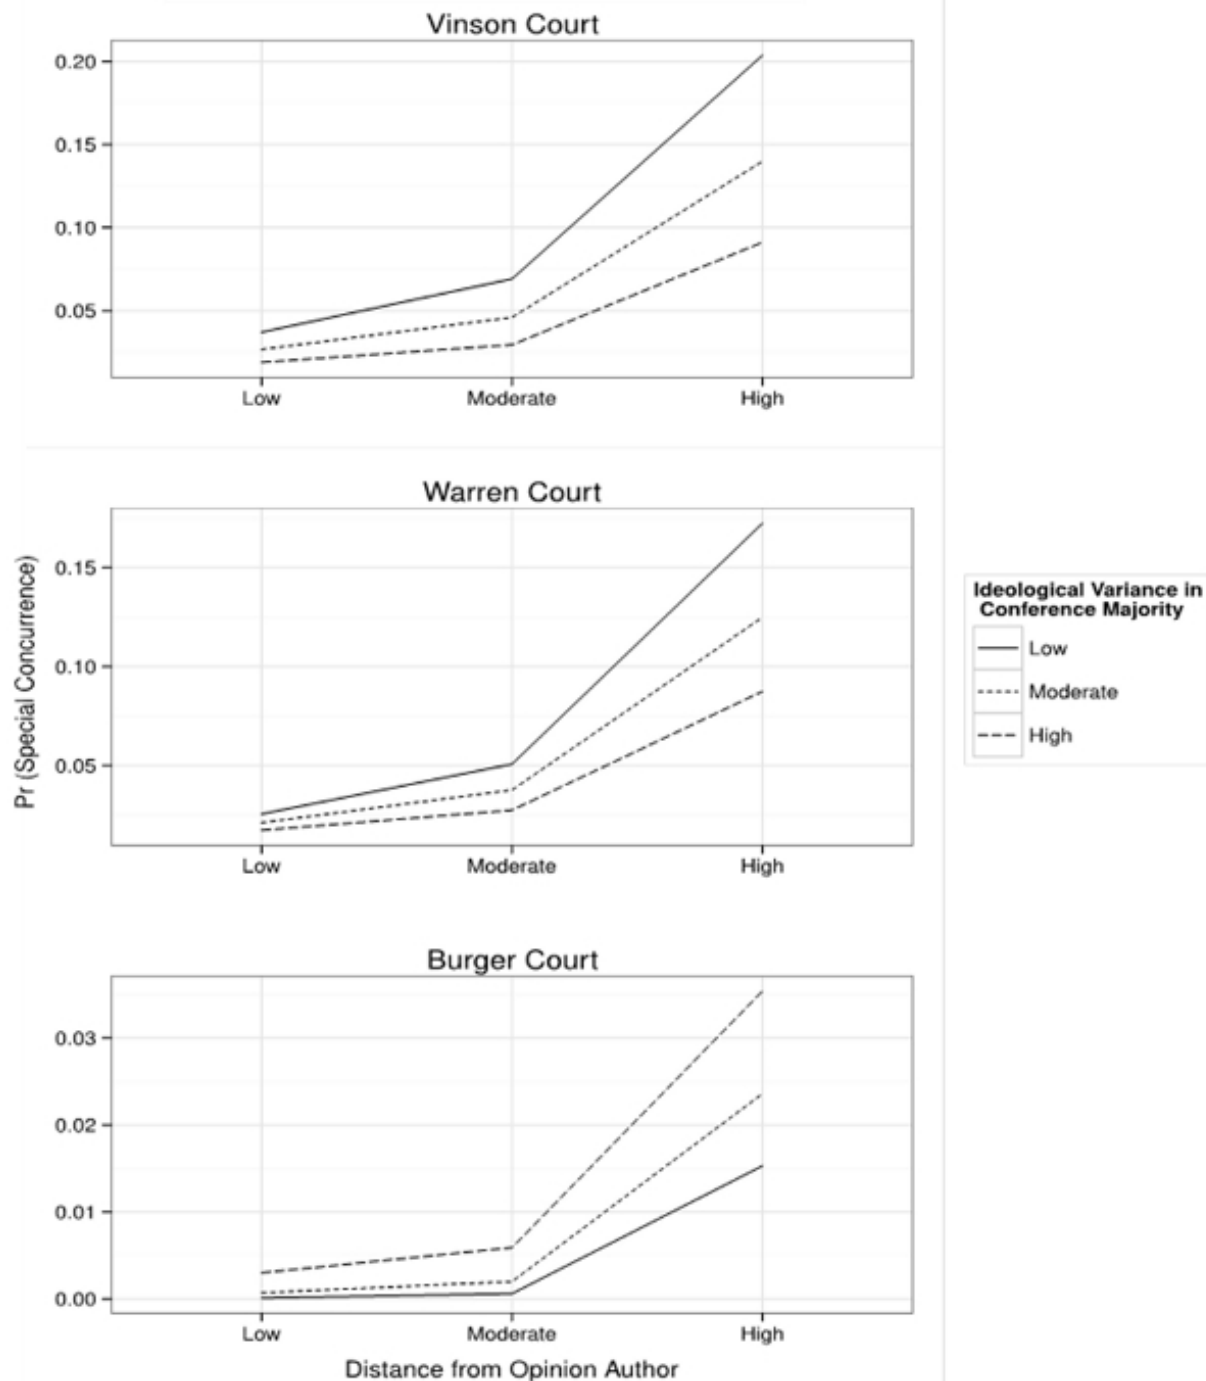 Vinson Court
0.20
0.15
0.10
0.05
Low Moderate High
Warren Court
Pr (Special Concurrence)
0.15
0.10
0.05
Low Moderate High
Ideological Variance in
Conference Majority
Low
Moderate
High
Burger Court
0.03
0.02
0.01
0.00
Low Moderate High
Distance from Opinion Author